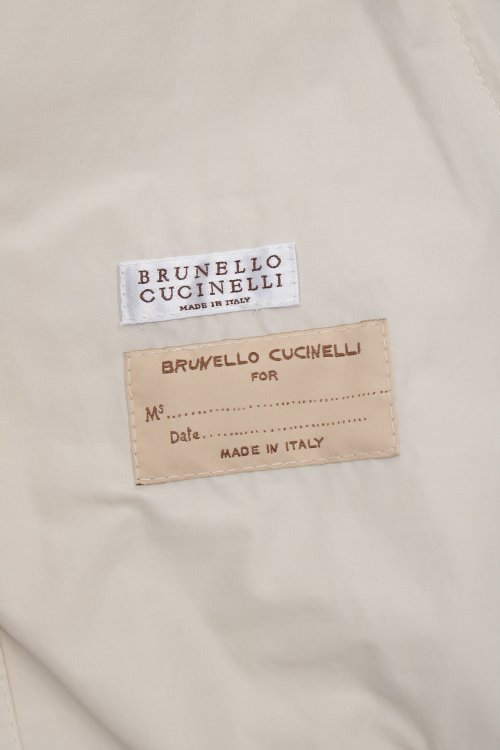 BRUNELLO
CUCINELLI
MADE IN ITALY
BRUNELLO CUCINELLI
FOR
Ms............................................
Date................................
MADE IN ITALY